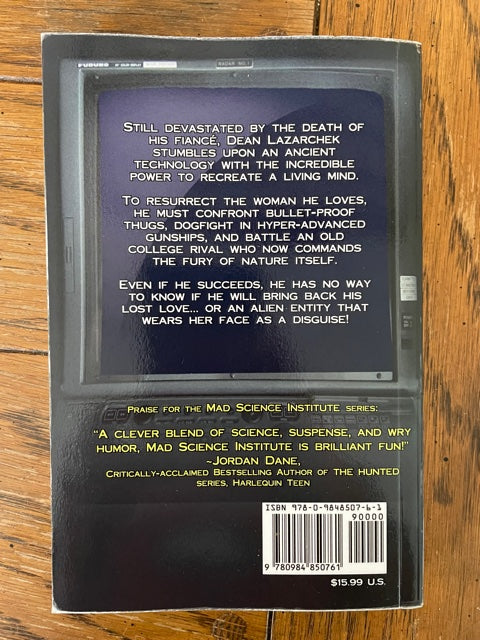 FURUNO
RADAR NO.1
STILL DEVASTATED BY THE DEATH OF
HIS FIANCÉ, DEAN LAZARCHEK
STUMBLES UPON AN ANCIENT
TECHNOLOGY WITH THE INCREDIBLE
POWER TO RECREATE A LIVING MIND.
TO RESURRECT THE WOMAN HE LOVES,
HE MUST CONFRONT BULLET-PROOF
THUGS, DOGFIGHT IN HYPER-ADVANCED
GUNSHIPS, AND BATTLE AN OLD
COLLEGE RIVAL WHO NOW COMMANDS
THE FURY OF NATURE ITSELF.
EVEN IF HE SUCCEEDS, HE HAS NO WAY
TO KNOW IF HE WILL BRING BACK HIS
LOST LOVE... OR AN ALIEN ENTITY THAT
WEARS HER FACE AS A DISGUISE!
PRAISE FOR THE MAD SCIENCE INSTITUTE SERIES:
"A CLEVER BLEND OF SCIENCE, SUSPENSE, AND WRY
HUMOR, MAD SCIENCE INSTITUTE IS BRILLIANT FUN!"
~JORDAN DANE,
CRITICALLY-ACCLAIMED BESTSELLING AUTHOR OF THE HUNTED
SERIES, HARLEQUIN TEEN
ISBN 978-0-9848507-6-1
90000
9 780984 850761
$15.99 U.S.